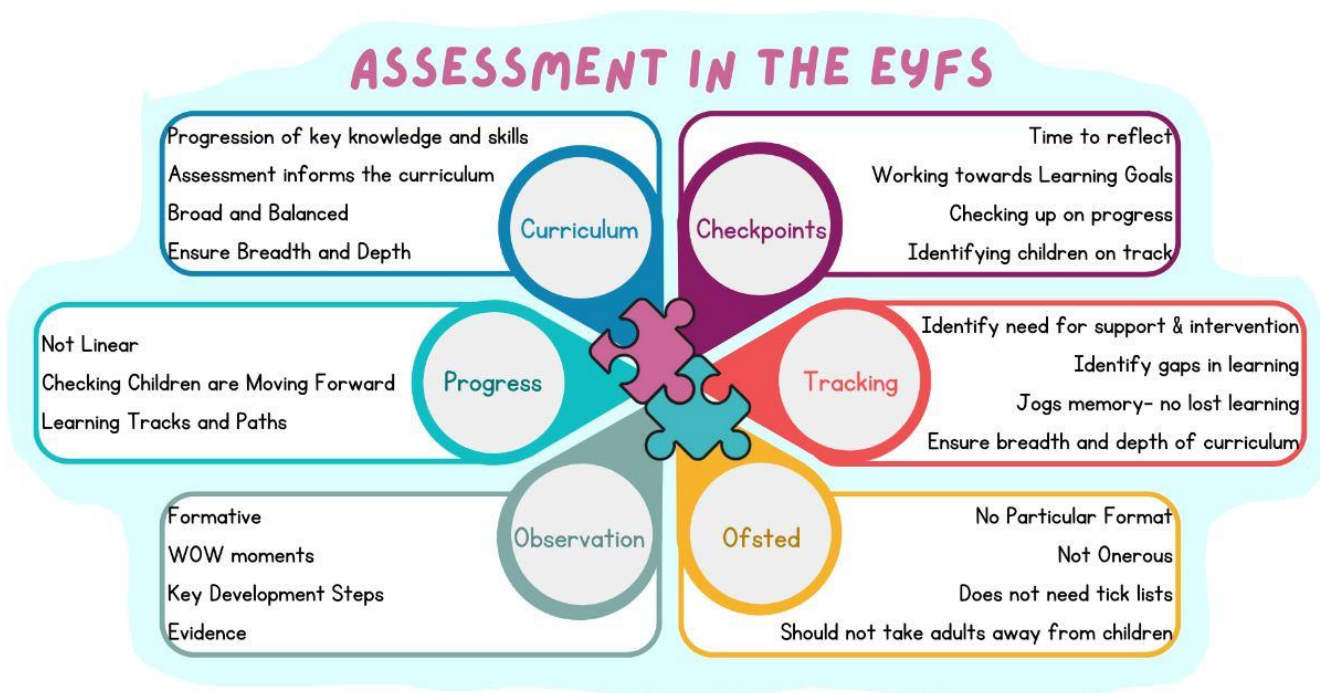 ASSESSMENT IN THE EYFS
Progression of key knowledge and skills
Assessment informs the curriculum
Broad and Balanced
Ensure Breadth and Depth
Curriculum
Checkpoints
Time to reflect
Working towards Learning Goals
Checking up on progress
Identifying children on track
Not Linear
Checking Children are Moving Forward
Learning Tracks and Paths
Progress
Tracking
Identify need for support & intervention
Identify gaps in learning
Jogs memory- no lost learning
Ensure breadth and depth of curriculum
Formative
WOW moments
Key Development Steps
Evidence
Observation
Ofsted
No Particular Format
Not Onerous
Does not need tick lists
Should not take adults away from children